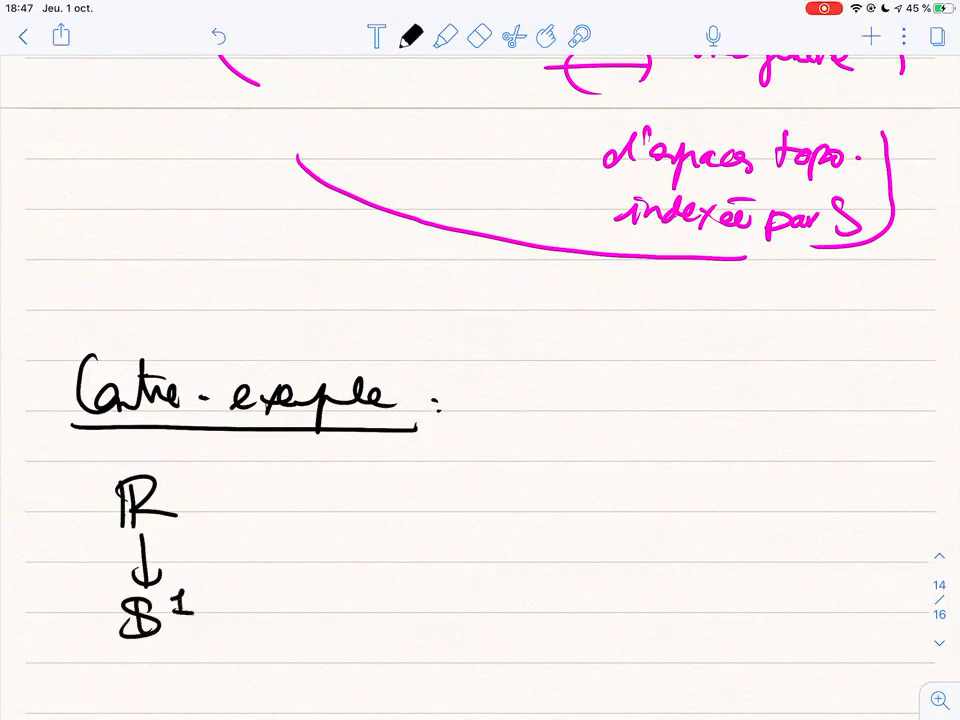 18:47 Jeu. 1 oct. 45 %
d'espaces topo.
indexée par S
Contre-exemple :
ℝ
↓
𝕊¹
14
/
16